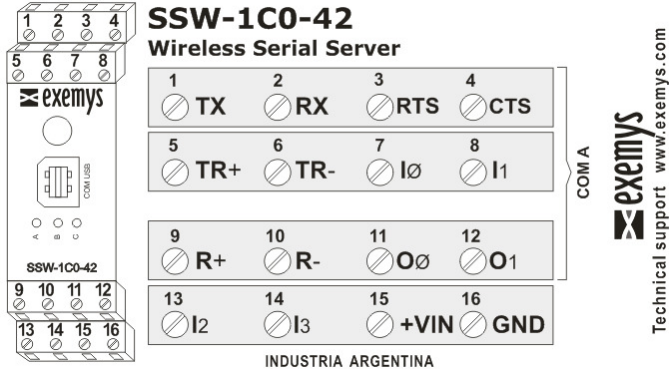 1 2 3 4
5 6 7 8
exemys
COM USB
A B C
SSW-1C0-42
9 10 11 12
13 14 15 16
SSW-1C0-42
Wireless Serial Server
1 2 3 4
TX RX RTS CTS
5 6 7 8
TR+ TR- IØ I1
9 10 11 12
R+ R- OØ O1
13 14 15 16
I2 I3 +VIN GND
COM A
INDUSTRIA ARGENTINA
exemys
Technical support www.exemys.com